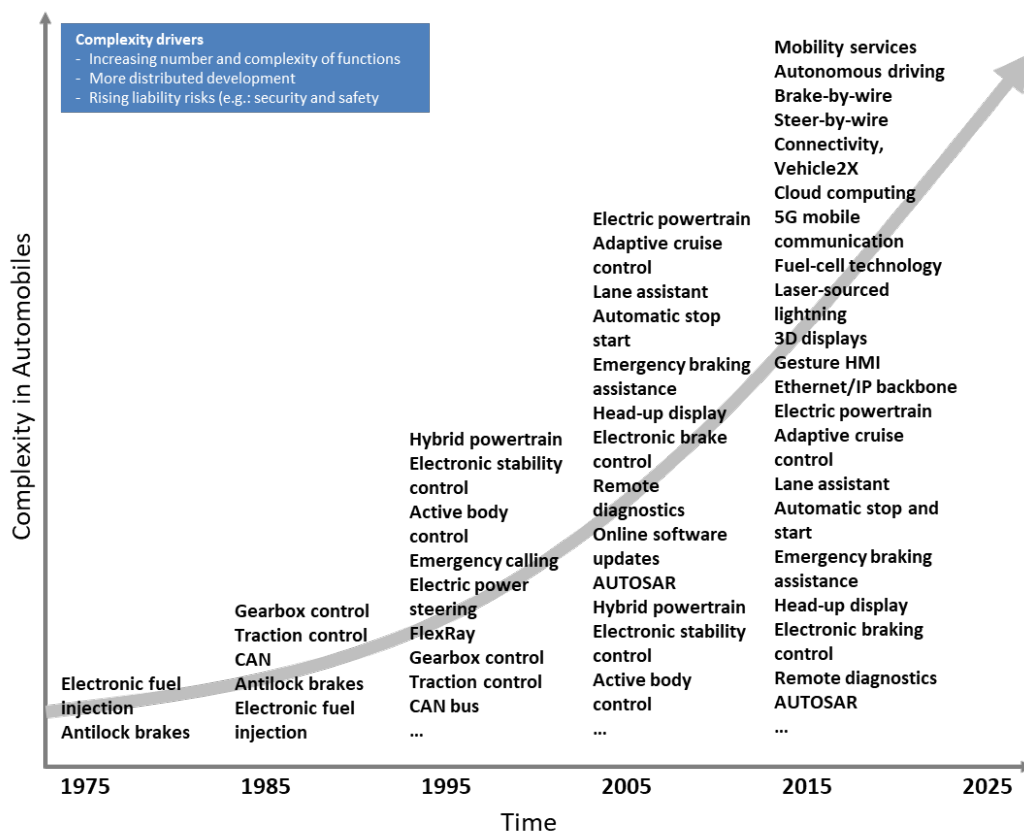 Complexity drivers
- Increasing number and complexity of functions
- More distributed development
- Rising liability risks (e.g.: security and safety
Complexity in Automobiles
Electronic fuel
injection
Antilock brakes
Gearbox control
Traction control
CAN
Antilock brakes
Electronic fuel
injection
Hybrid powertrain
Electronic stability
control
Active body
control
Emergency calling
Electric power
steering
FlexRay
Gearbox control
Traction control
CAN bus
...
Electric powertrain
Adaptive cruise
control
Lane assistant
Automatic stop
start
Emergency braking
assistance
Head-up display
Electronic brake
control
Remote
diagnostics
Online software
updates
AUTOSAR
Hybrid powertrain
Electronic stability
control
Active body
control
...
Mobility services
Autonomous driving
Brake-by-wire
Steer-by-wire
Connectivity,
Vehicle2X
Cloud computing
5G mobile
communication
Fuel-cell technology
Laser-sourced
lightning
3D displays
Gesture HMI
Ethernet/IP backbone
Electric powertrain
Adaptive cruise
control
Lane assistant
Automatic stop and
start
Emergency braking
assistance
Head-up display
Electronic braking
control
Remote diagnostics
AUTOSAR
...
1975 1985 1995 2005 2015 2025
Time